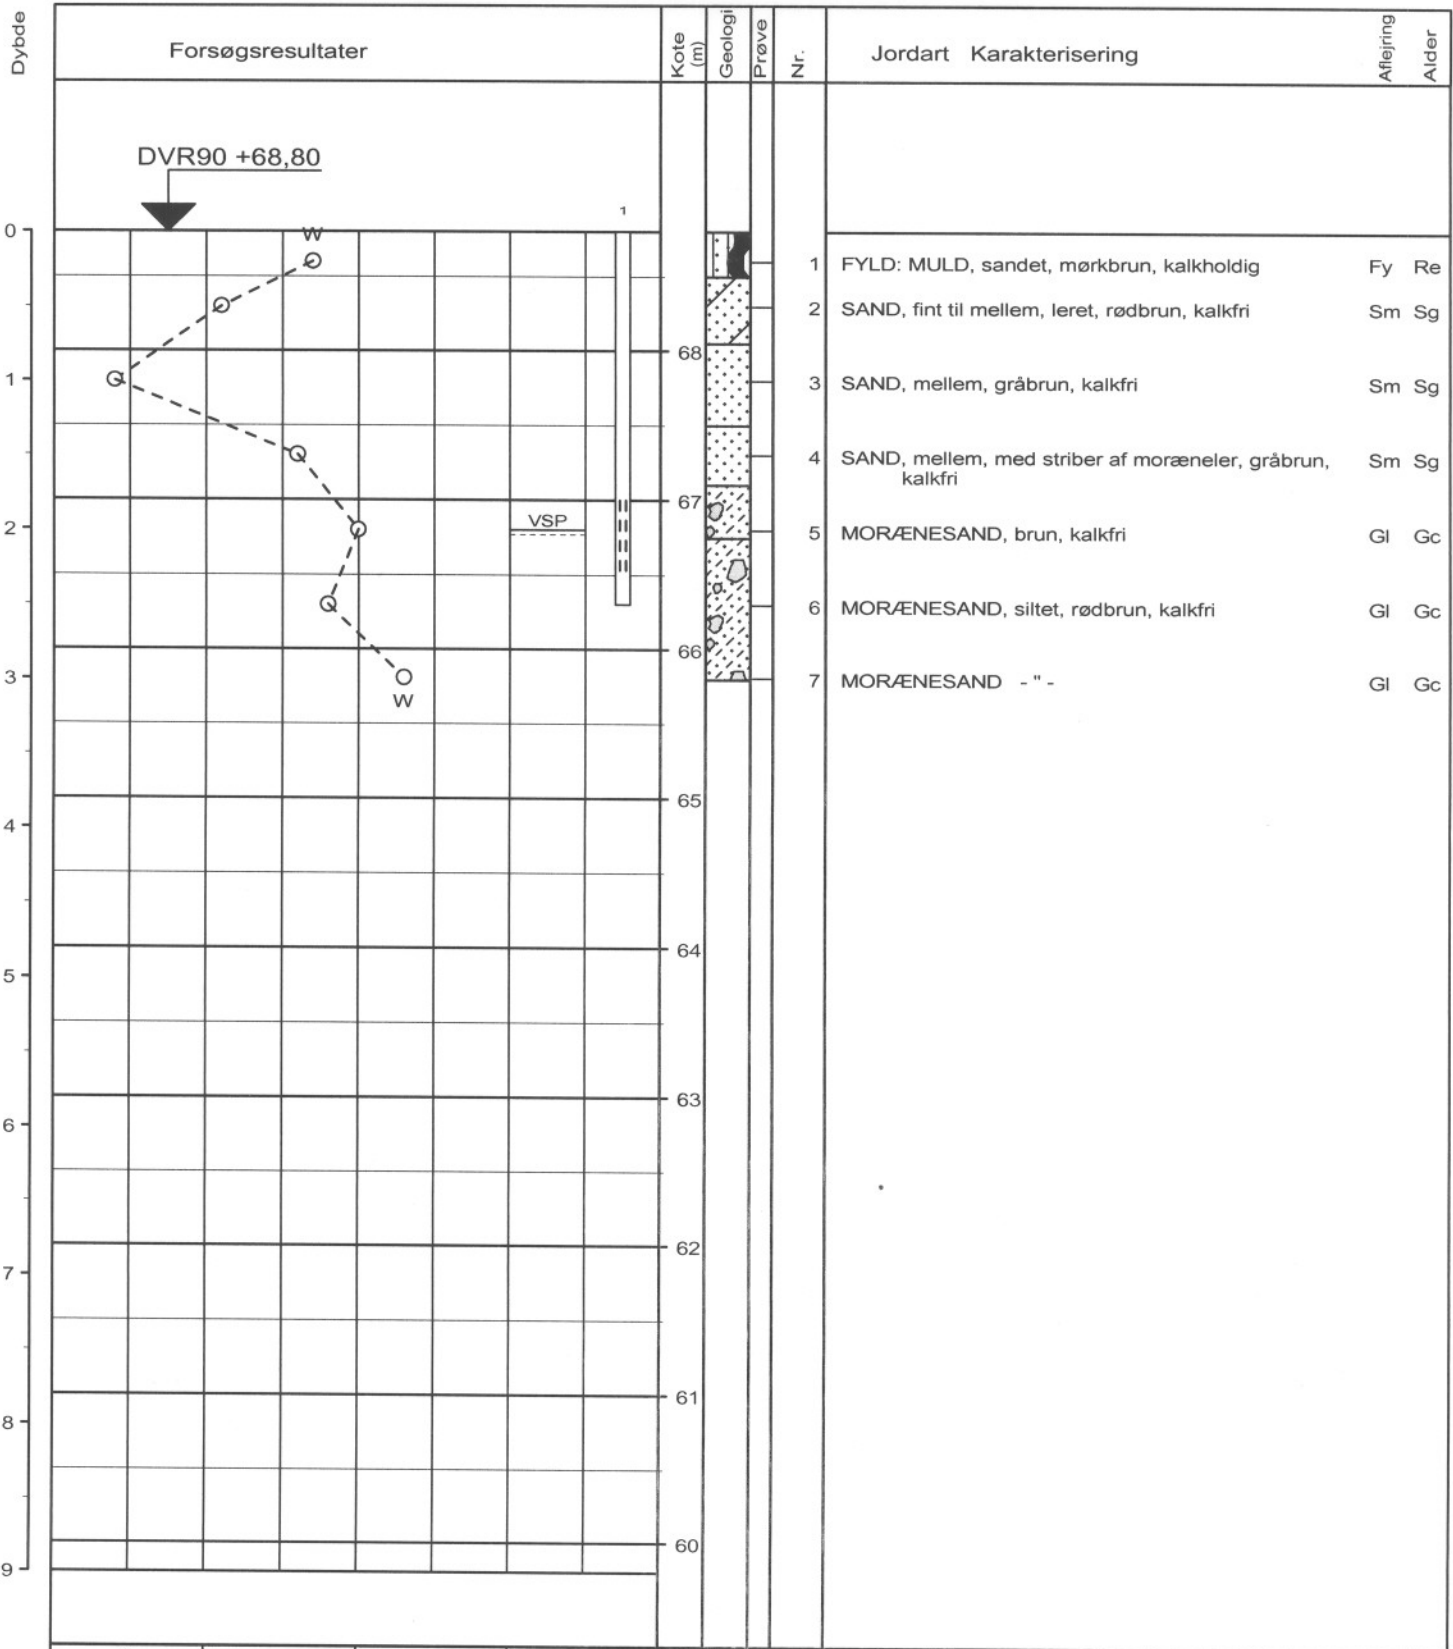 Dybde
Forsøgsresultater
Kote (m)
Geologi
Prøve
Nr.
Jordart Karakterisering
Aflejring
Alder
DVR90 +68,80
1
0
W
1 FYLD: MULD, sandet, mørkbrun, kalkholdig Fy Re
2 SAND, fint til mellem, leret, rødbrun, kalkfri Sm Sg
68
1
3 SAND, mellem, gråbrun, kalkfri Sm Sg
4 SAND, mellem, med striber af moræneler, gråbrun, Sm Sg
kalkfri
67
2
VSP
5 MORÆNESAND, brun, kalkfri Gl Gc
6 MORÆNESAND, siltet, rødbrun, kalkfri Gl Gc
66
3
W
7 MORÆNESAND - " - Gl Gc
65
4
64
5
63
6
62
7
61
8
60
9